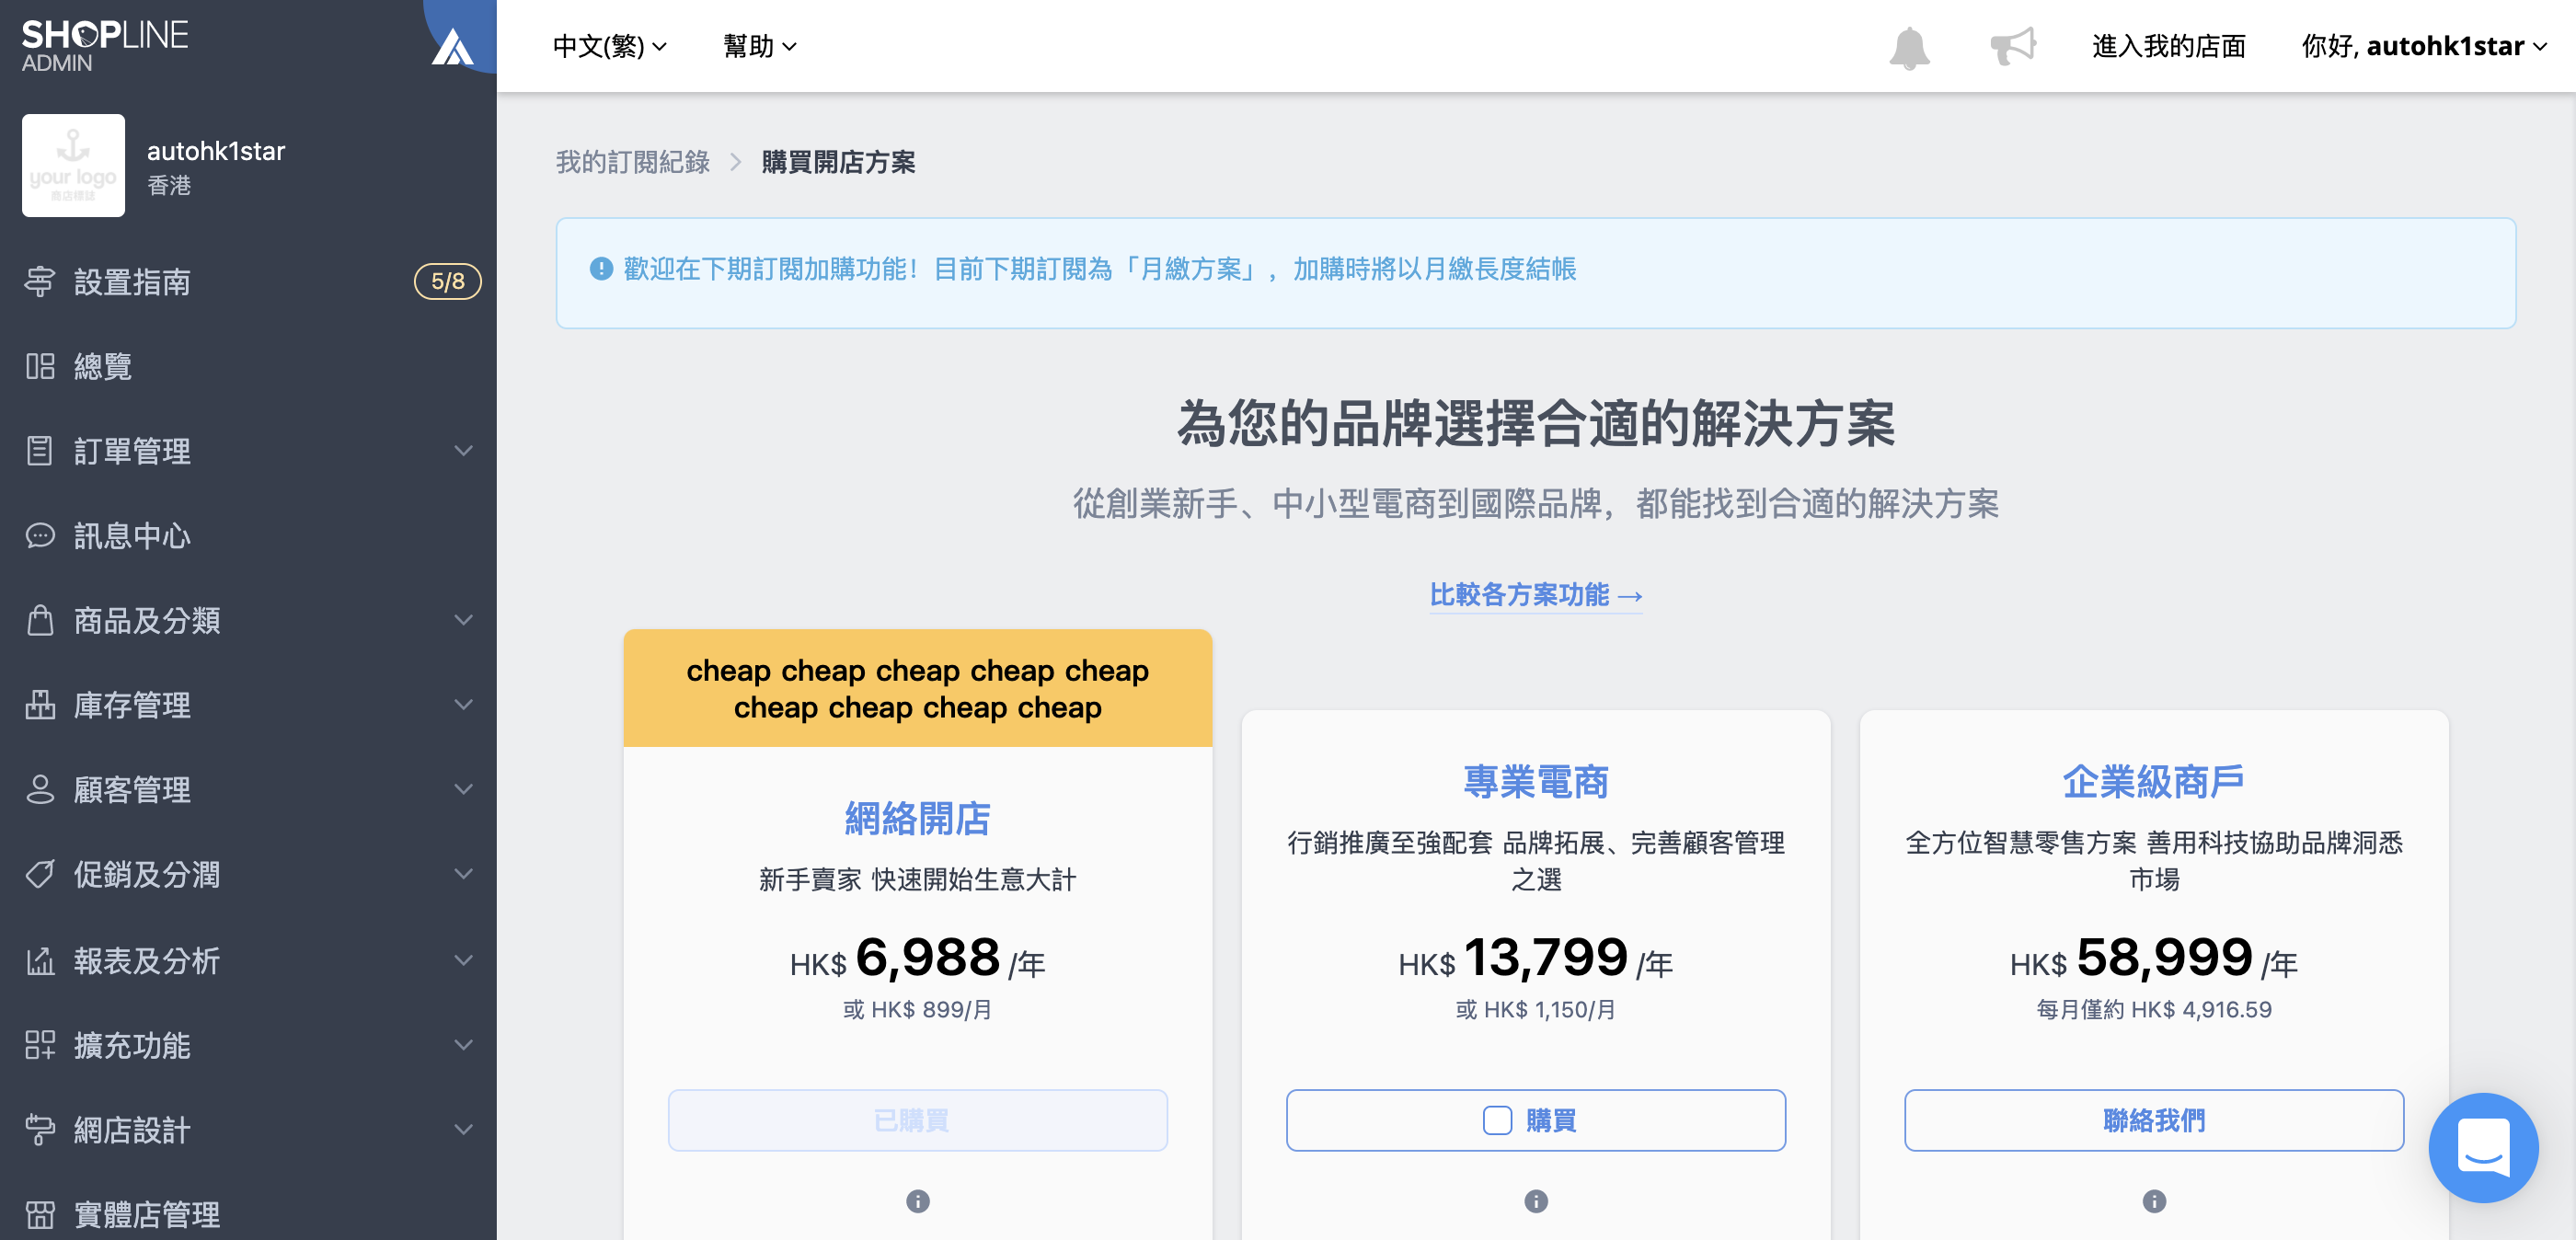 SHOPLINE
ADMIN
中文(繁)
幫助
進入我的店面
你好, autohk1star
your logo
商店標誌
autohk1star
香港
設置指南
5/8
總覽
訂單管理
訊息中心
商品及分類
庫存管理
顧客管理
促銷及分潤
報表及分析
擴充功能
網店設計
實體店管理
我的訂閱紀錄 > 購買開店方案
歡迎在下期訂閱加購功能！目前下期訂閱為「月繳方案」，加購時將以月繳長度結帳
為您的品牌選擇合適的解決方案
從創業新手、中小型電商到國際品牌，都能找到合適的解決方案
比較各方案功能 →
cheap cheap cheap cheap cheap
cheap cheap cheap cheap
網絡開店
新手賣家 快速開始生意大計
HK$ 6,988 /年
或 HK$ 899/月
已購買
專業電商
行銷推廣至強配套 品牌拓展、完善顧客管理
之選
HK$ 13,799 /年
或 HK$ 1,150/月
購買
企業級商戶
全方位智慧零售方案 善用科技協助品牌洞悉
市場
HK$ 58,999 /年
每月僅約 HK$ 4,916.59
聯絡我們